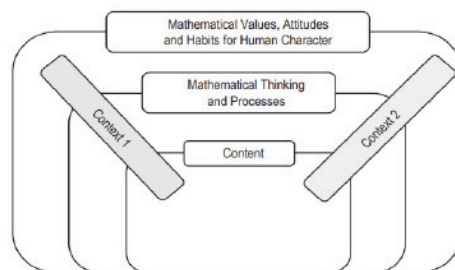 Mathematical Values, Attitudes
and Habits for Human Character
Mathematical Thinking
and Processes
Context 1
Context 2
Content